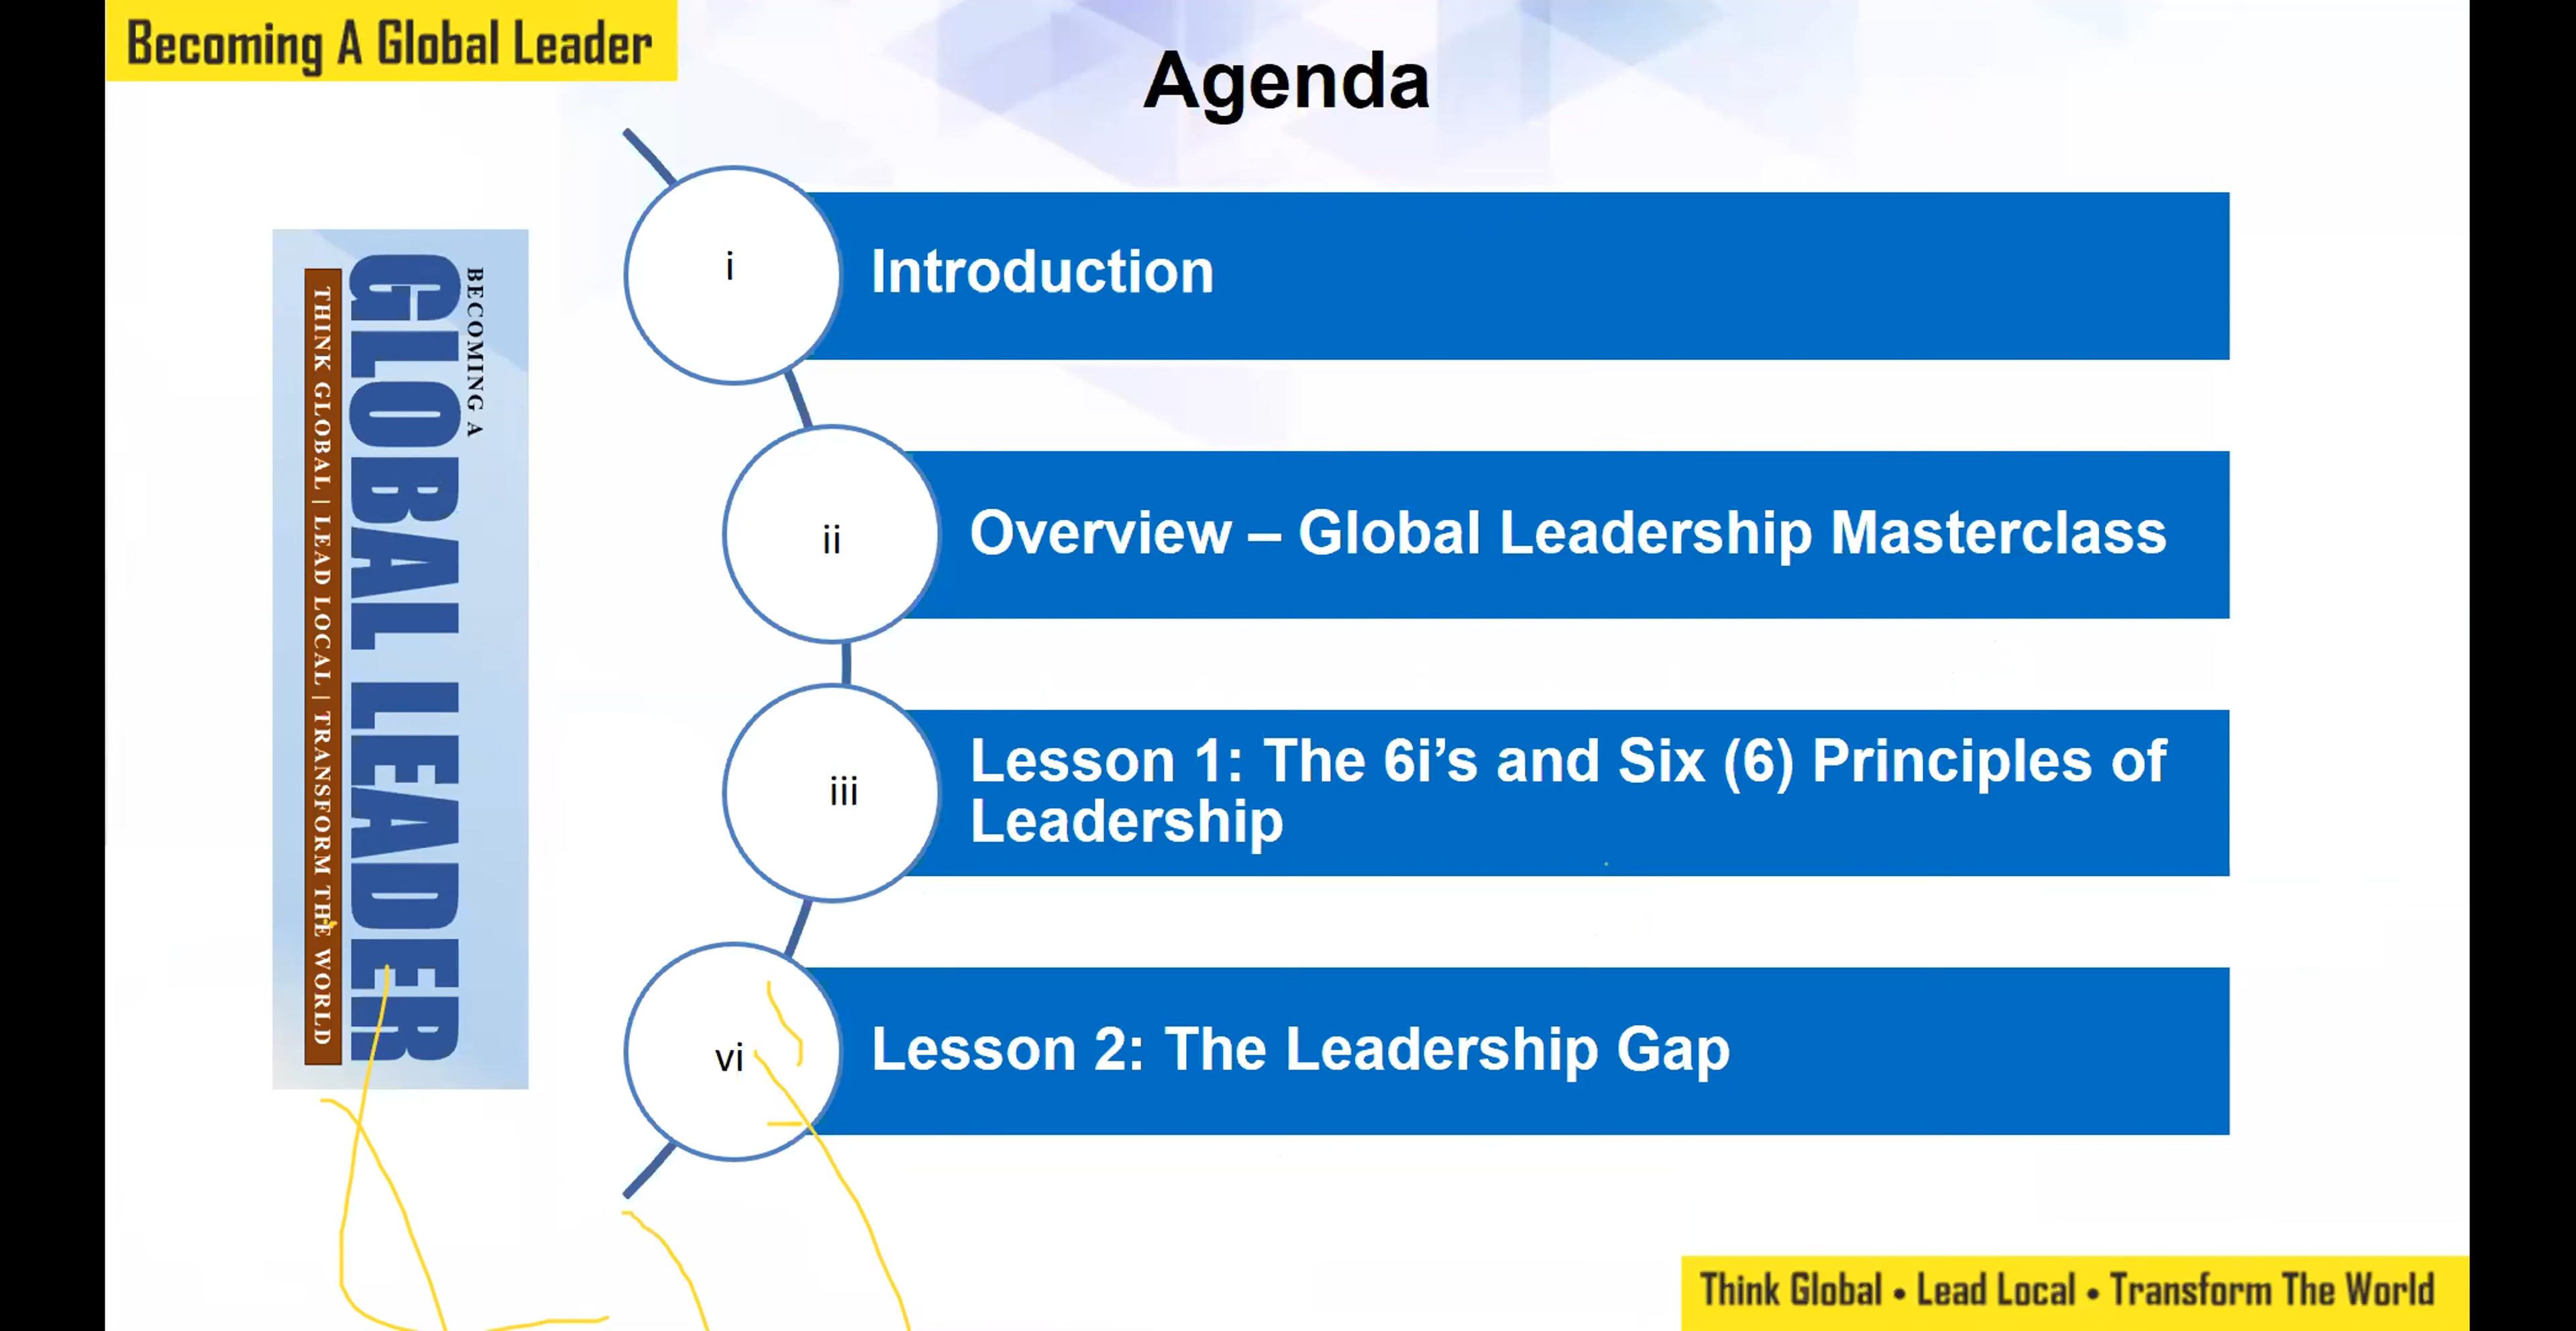 Becoming A Global Leader
Agenda
BECOMING A
GLOBAL LEADER
THINK GLOBAL | LEAD LOCAL | TRANSFORM THE WORLD
i
Introduction
ii
Overview – Global Leadership Masterclass
iii
Lesson 1: The 6i’s and Six (6) Principles of
Leadership
vi
Lesson 2: The Leadership Gap
Think Global • Lead Local • Transform The World